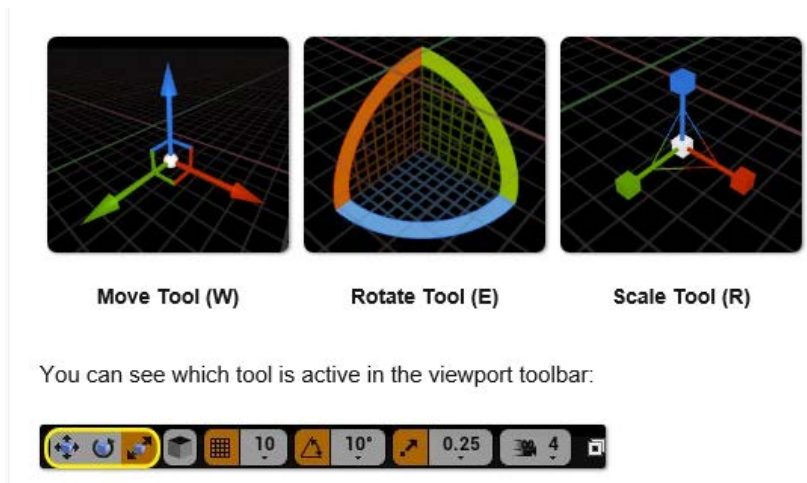 Move Tool (W)
Rotate Tool (E)
Scale Tool (R)
You can see which tool is active in the viewport toolbar:
10 10° 0.25 4